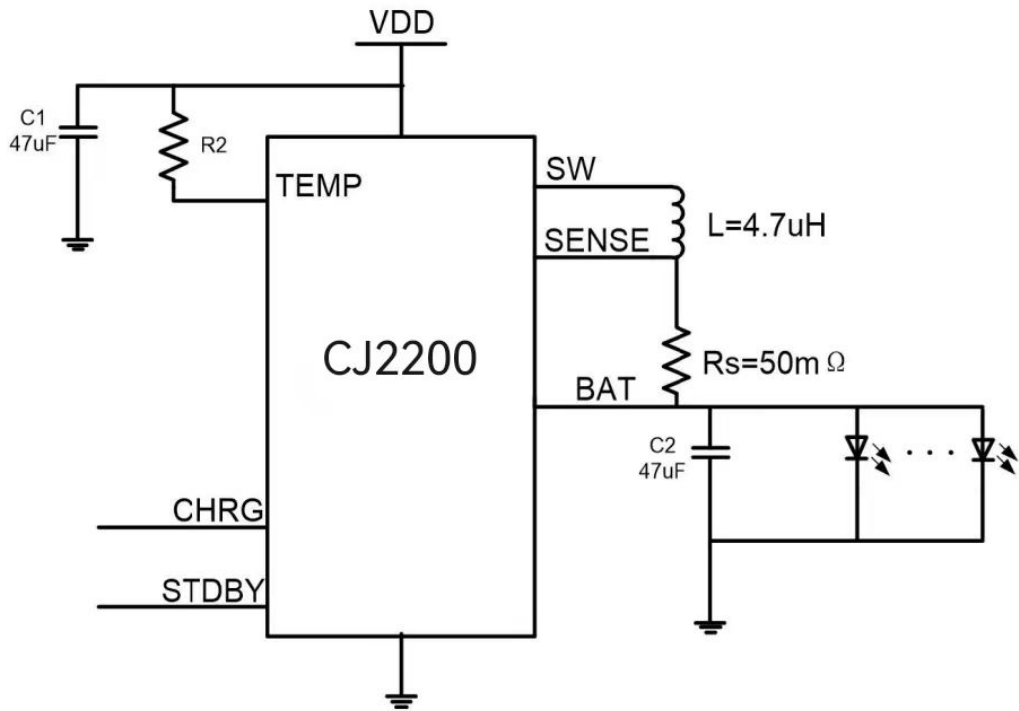 VDD
C1
47uF
R2
TEMP
SW
SENSE
L=4.7uH
CJ2200
Rs=50mΩ
BAT
C2
47uF
. . .
CHRG
STDBY